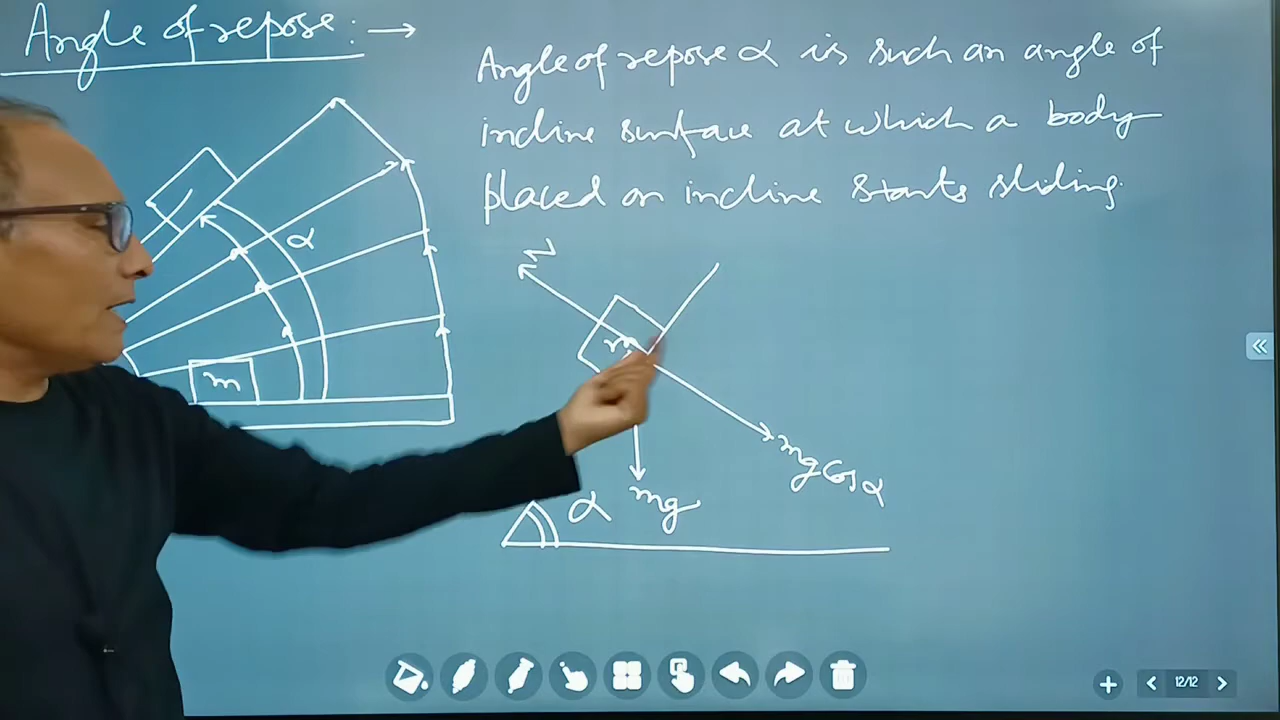 Angle of repose : →
Angle of repose α is such an angle of
incline surface at which a body
placed on incline starts sliding.
α
m
N
m
mg cos α
α
mg
12/12